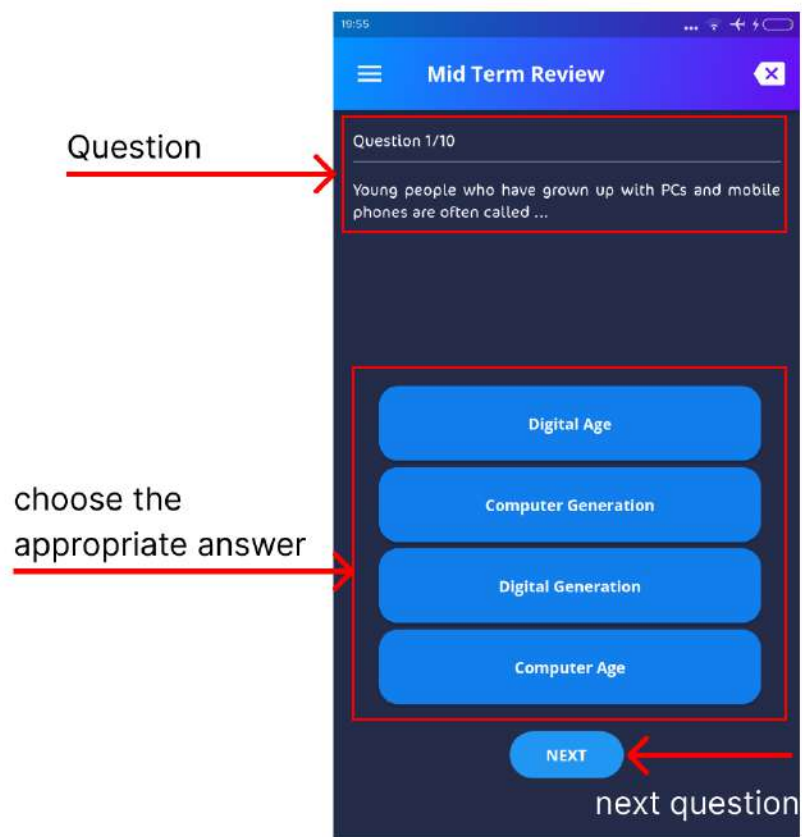 19:55
Mid Term Review
Question
Question 1/10
Young people who have grown up with PCs and mobile
phones are often called ...
choose the
appropriate answer
Digital Age
Computer Generation
Digital Generation
Computer Age
NEXT
next question